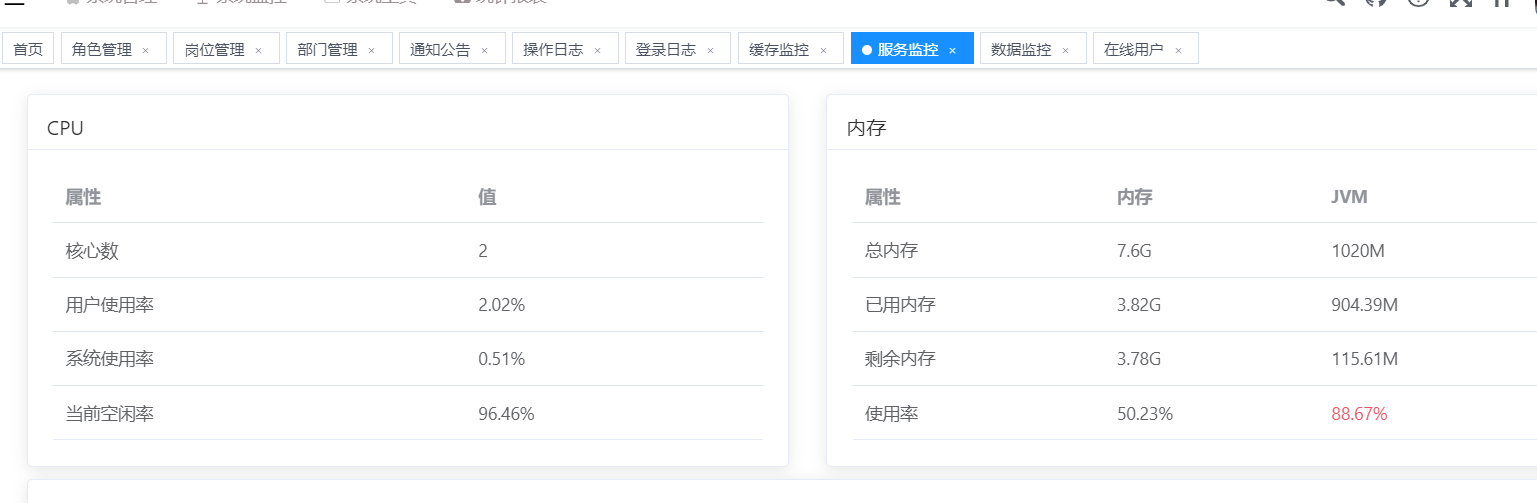 首页 角色管理 × 岗位管理 × 部门管理 × 通知公告 × 操作日志 × 登录日志 × 缓存监控 × 服务监控 × 数据监控 × 在线用户 ×
CPU
属性 值
核心数 2
用户使用率 2.02%
系统使用率 0.51%
当前空闲率 96.46%
内存
属性 内存 JVM
总内存 7.6G 1020M
已用内存 3.82G 904.39M
剩余内存 3.78G 115.61M
使用率 50.23% 88.67%